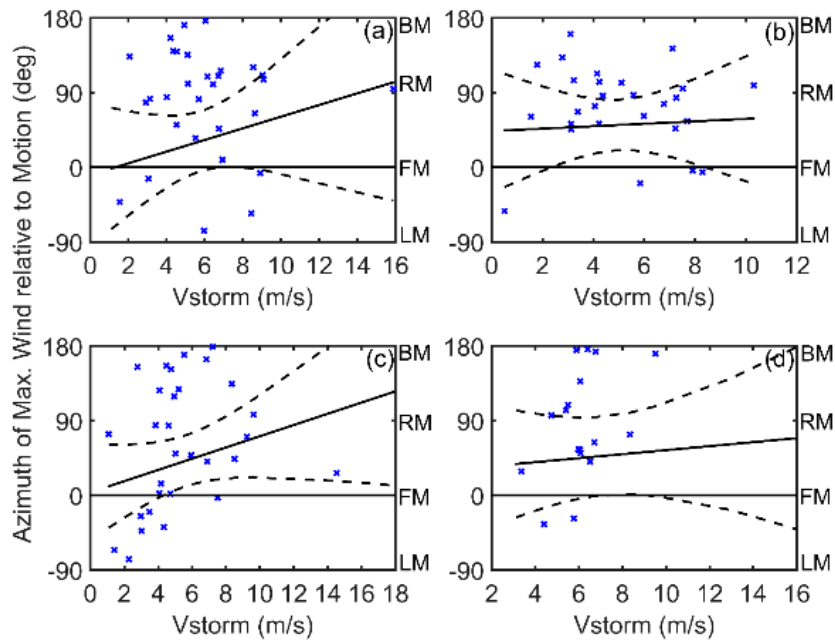 Azimuth of Max. Wind relative to Motion (deg)
180
90
0
-90
(a)
BM
RM
FM
LM
0 2 4 6 8 10 12 14 16
Vstorm (m/s)
180
90
0
-90
(b)
BM
RM
FM
LM
0 2 4 6 8 10 12
Vstorm (m/s)
180
90
0
-90
(c)
BM
RM
FM
LM
0 2 4 6 8 10 12 14 16 18
Vstorm (m/s)
180
90
0
-90
(d)
BM
RM
FM
LM
2 4 6 8 10 12 14 16
Vstorm (m/s)